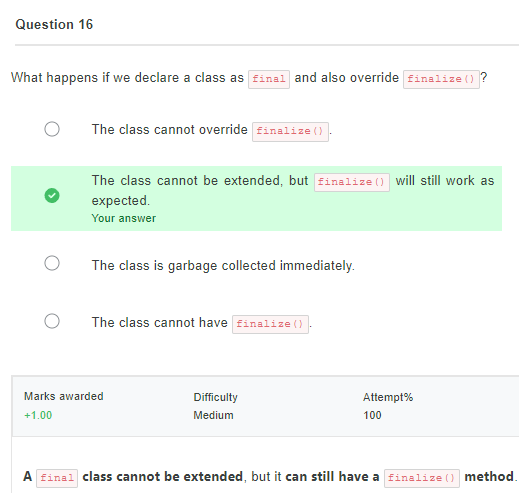 Question 16
What happens if we declare a class as final and also override finalize()?
The class cannot override finalize().
The class cannot be extended, but finalize() will still work as
expected.
Your answer
The class is garbage collected immediately.
The class cannot have finalize().
Marks awarded Difficulty Attempt%
+1.00 Medium 100
A final class cannot be extended, but it can still have a finalize() method.